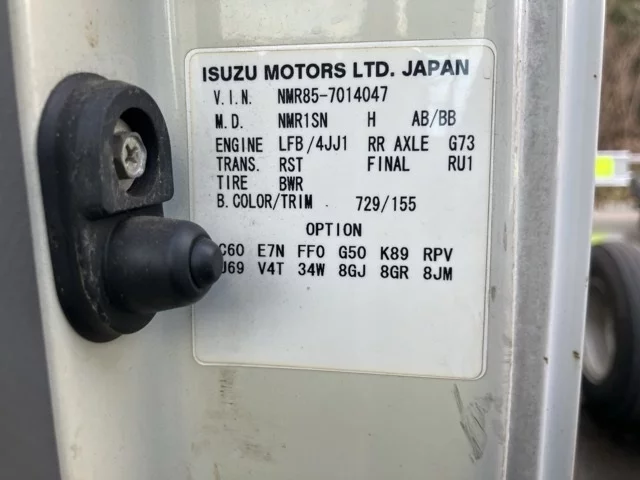 ISUZU MOTORS LTD. JAPAN
V.I.N. NMR85-7014047
M.D. NMR1SN H AB/BB
ENGINE LFB/4JJ1 RR AXLE G73
TRANS. RST FINAL RU1
TIRE BWR
B.COLOR/TRIM 729/155
OPTION
E7N FF0 G50 K89 RPV
V4T 34W 8GJ 8GR 8JM